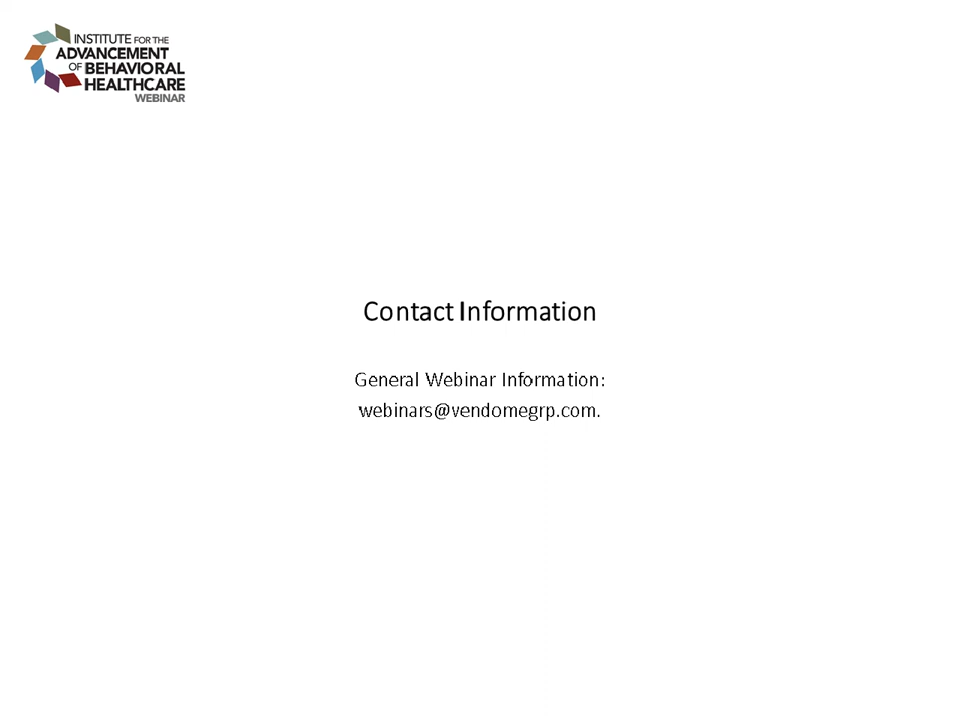 INSTITUTE FOR THE
ADVANCEMENT
OF BEHAVIORAL
HEALTHCARE
WEBINAR
Contact Information
General Webinar Information:
webinars@vendomegrp.com.